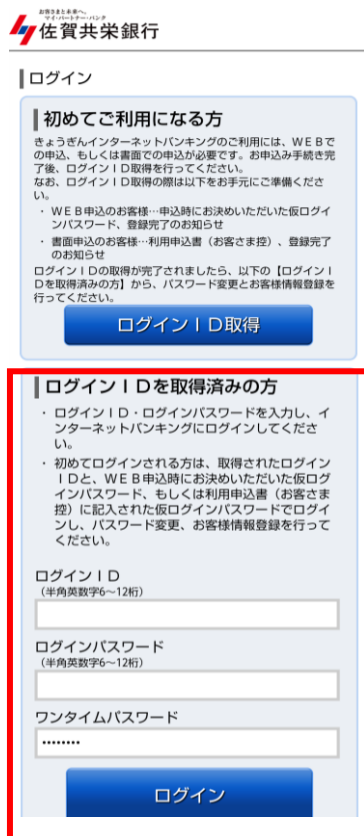 お客さまと未来へ。
マイ・パートナー・バンク
佐賀共栄銀行
ログイン
初めてご利用になる方
きょうぎんインターネットバンキングのご利用には、ＷＥＢで
の申込、もしくは書面での申込が必要です。お申込み手続き完
了後、ログインＩＤ取得を行ってください。
なお、ログインＩＤ取得の際は以下をお手元にご準備くださ
い。
・ ＷＥＢ申込のお客様…申込時にお決めいただいた仮ログイ
ンパスワード、登録完了のお知らせ
・ 書面申込のお客様…利用申込書（お客さま控）、登録完了
のお知らせ
ログインＩＤの取得が完了されましたら、以下の【ログインＩ
Ｄを取得済みの方】から、パスワード変更とお客様情報登録を
行ってください。
ログインＩＤ取得
ログインＩＤを取得済みの方
・ ログインＩＤ・ログインパスワードを入力し、イ
ンターネットバンキングにログインしてくださ
い。
・ 初めてログインされる方は、取得されたログイン
ＩＤと、ＷＥＢ申込時にお決めいただいた仮ログ
インパスワード、もしくは利用申込書（お客さま
控）に記入された仮ログインパスワードでログイ
ンし、パスワード変更、お客様情報登録を行って
ください。
ログインＩＤ
（半角英数字6～12桁）
ログインパスワード
（半角英数字6～12桁）
ワンタイムパスワード
••••••••
ログイン